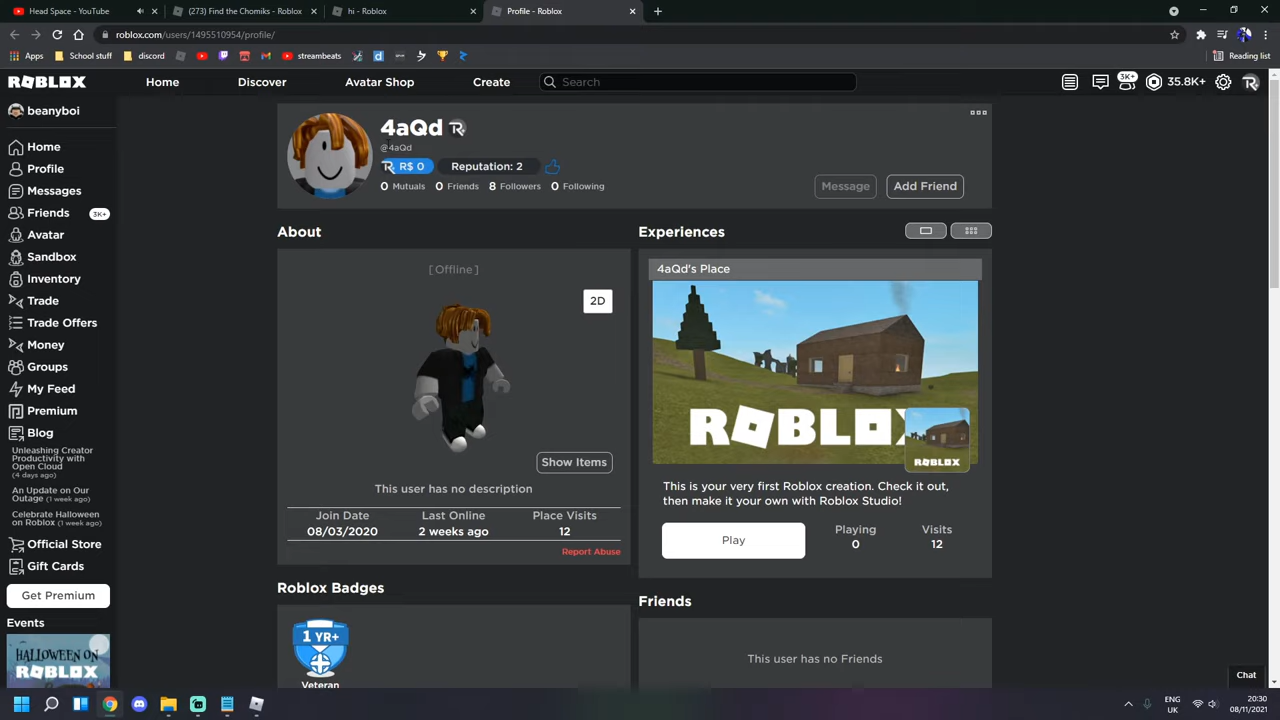 Head Space - YouTube
(273) Find the Chomiks - Roblox
hi - Roblox
Profile - Roblox
roblox.com/users/1495510954/profile/
Apps
School stuff
discord
streambeats
Reading list
ROBLOX
Home
Discover
Avatar Shop
Create
Search
3K+
35.8K+
beanyboi
Home
Profile
Messages
Friends
3K+
Avatar
Sandbox
Inventory
Trade
Trade Offers
Money
Groups
My Feed
Premium
Blog
Unleashing Creator
Productivity with
Open Cloud
(4 days ago)
An Update on Our
Outage (1 week ago)
Celebrate Halloween
on Roblox (1 week ago)
Official Store
Gift Cards
Get Premium
Events
HALLOWEEN ON
ROBLOX
4aQd
@4aQd
R$ 0
Reputation: 2
0 Mutuals
0 Friends
8 Followers
0 Following
Message
Add Friend
About
[Offline]
2D
Show Items
This user has no description
Join Date
08/03/2020
Last Online
2 weeks ago
Place Visits
12
Report Abuse
Roblox Badges
1 YR+
Veteran
Experiences
4aQd's Place
ROBLOX
ROBLOX
This is your very first Roblox creation. Check it out,
then make it your own with Roblox Studio!
Play
Playing
0
Visits
12
Friends
This user has no Friends
Chat
ENG
UK
20:30
08/11/2021